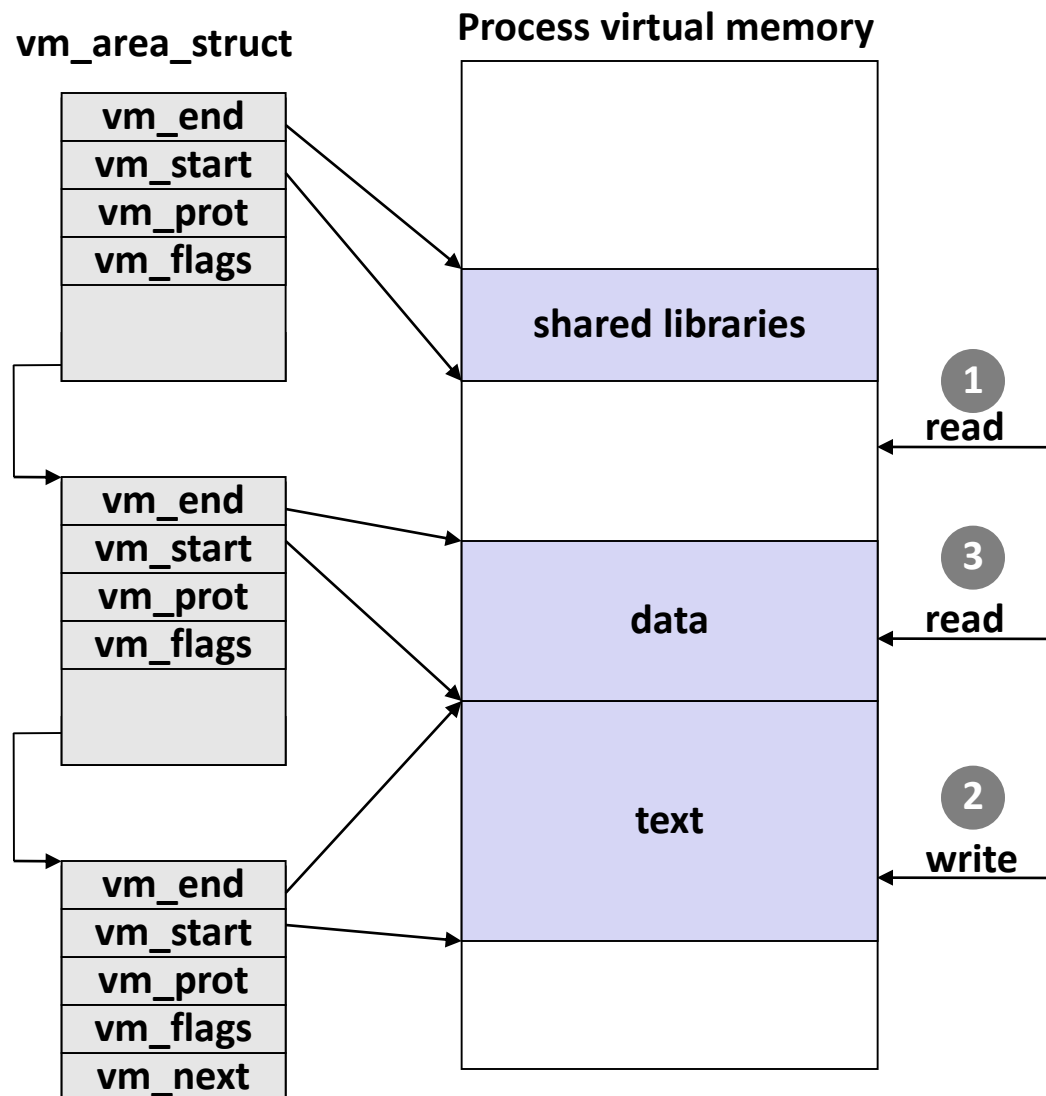 Process virtual memory
vm_area_struct
vm_end
vm_start
vm_prot
vm_flags
shared libraries
1
read
vm_end
vm_start
vm_prot
vm_flags
data
3
read
text
2
write
vm_end
vm_start
vm_prot
vm_flags
vm_next